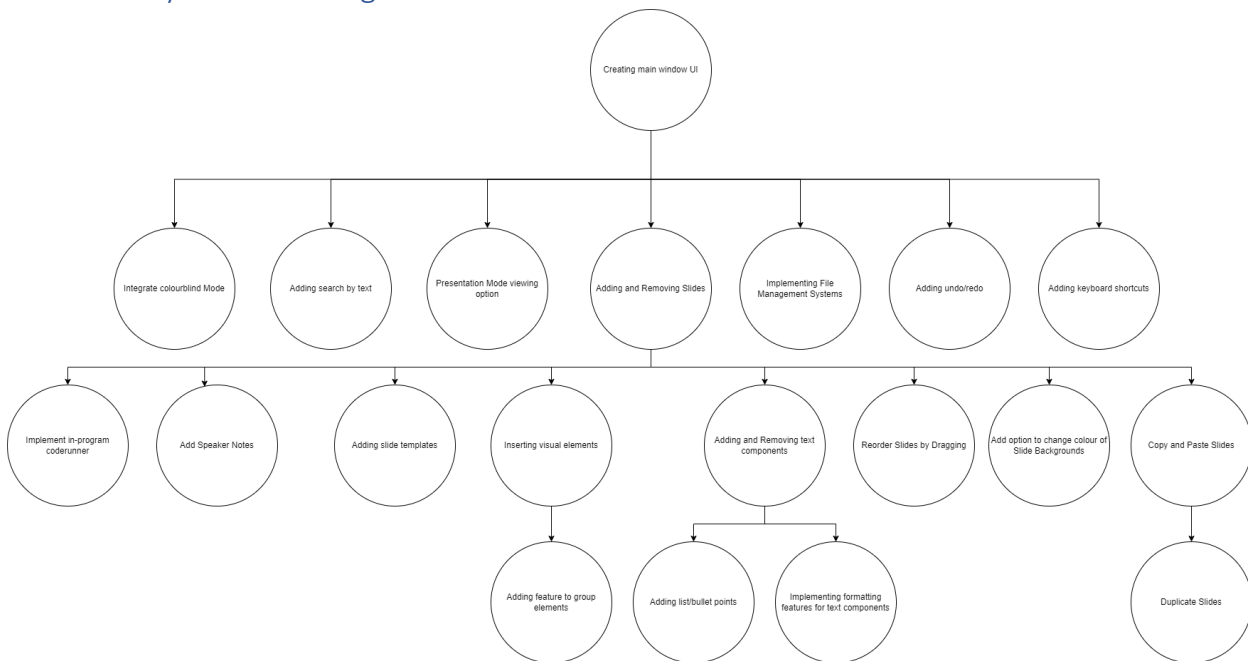 Creating main window UI
Integrate colourblind Mode
Adding search by text
Presentation Mode viewing
option
Adding and Removing Slides
Implementing File
Management Systems
Adding undo/redo
Adding keyboard shortcuts
Implement in-program
coderunner
Add Speaker Notes
Adding slide templates
Inserting visual elements
Adding and Removing text
components
Reorder Slides by Dragging
Add option to change colour of
Slide Backgrounds
Copy and Paste Slides
Adding feature to group
elements
Adding list/bullet points
Implementing formatting
features for text components
Duplicate Slides